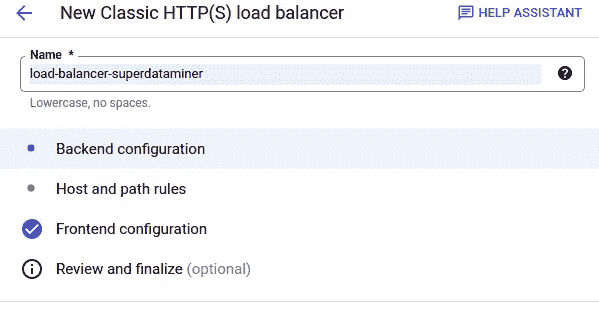 New Classic HTTP(S) load balancer
HELP ASSISTANT
Name *
load-balancer-superdataminer
?
Lowercase, no spaces.
Backend configuration
Host and path rules
Frontend configuration
Review and finalize (optional)